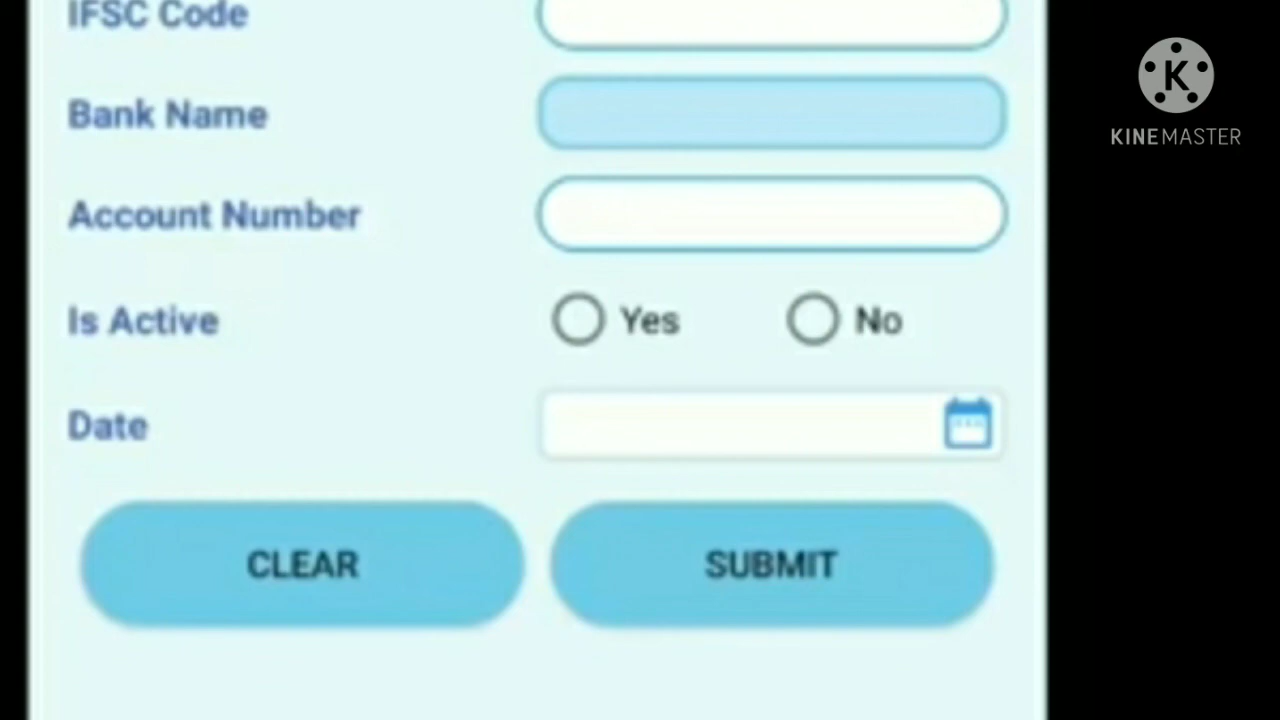 IFSC Code
Bank Name
Account Number
Is Active
Yes
No
Date
CLEAR
SUBMIT
K
KINEMASTER